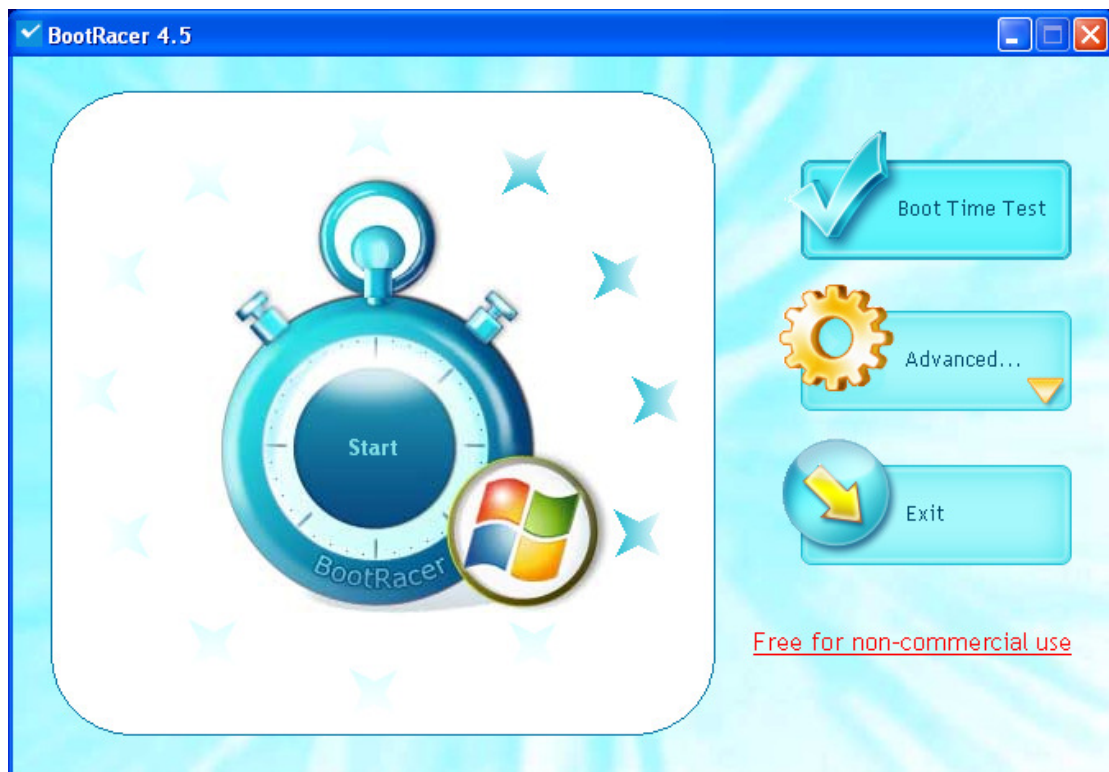 BootRacer 4.5
Boot Time Test
Advanced...
Start
Exit
BootRacer
Free for non-commercial use